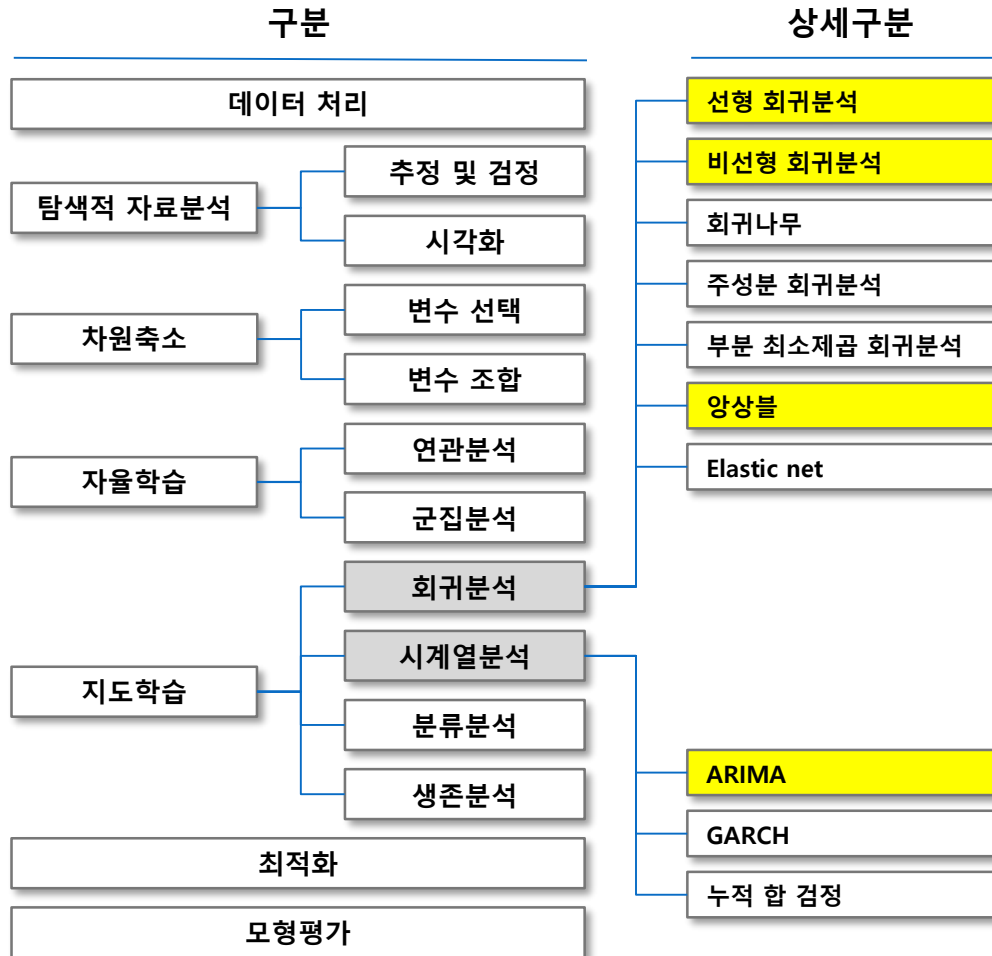 구분
상세구분
데이터 처리
탐색적 자료분석
추정 및 검정
시각화
차원축소
변수 선택
변수 조합
자율학습
연관분석
군집분석
지도학습
회귀분석
시계열분석
분류분석
생존분석
최적화
모형평가
선형 회귀분석
비선형 회귀분석
회귀나무
주성분 회귀분석
부분 최소제곱 회귀분석
앙상블
Elastic net
ARIMA
GARCH
누적 합 검정